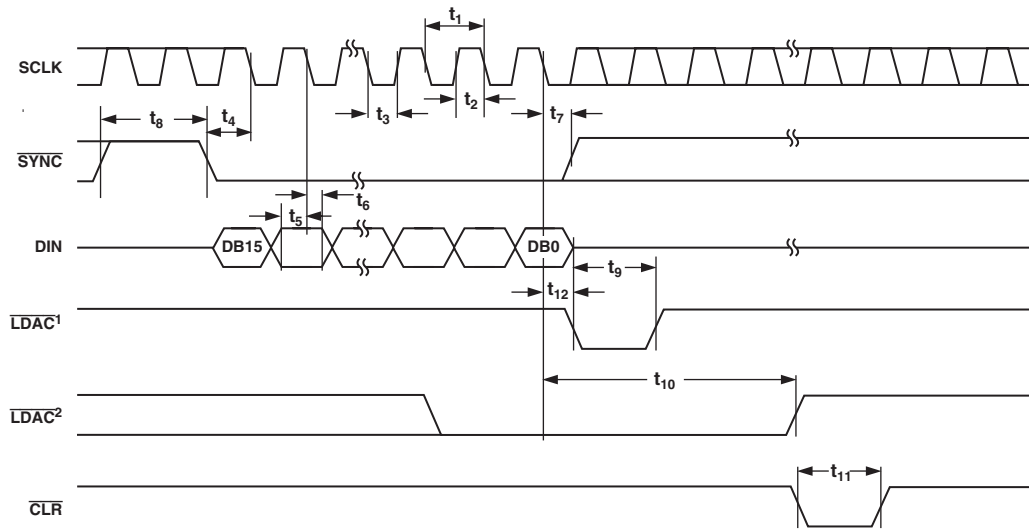 t1
SCLK
t8
t4
t3
t2
t7
SYNC
t6
t5
DIN
DB15
DB0
t9
t12
LDAC1
t10
LDAC2
t11
CLR